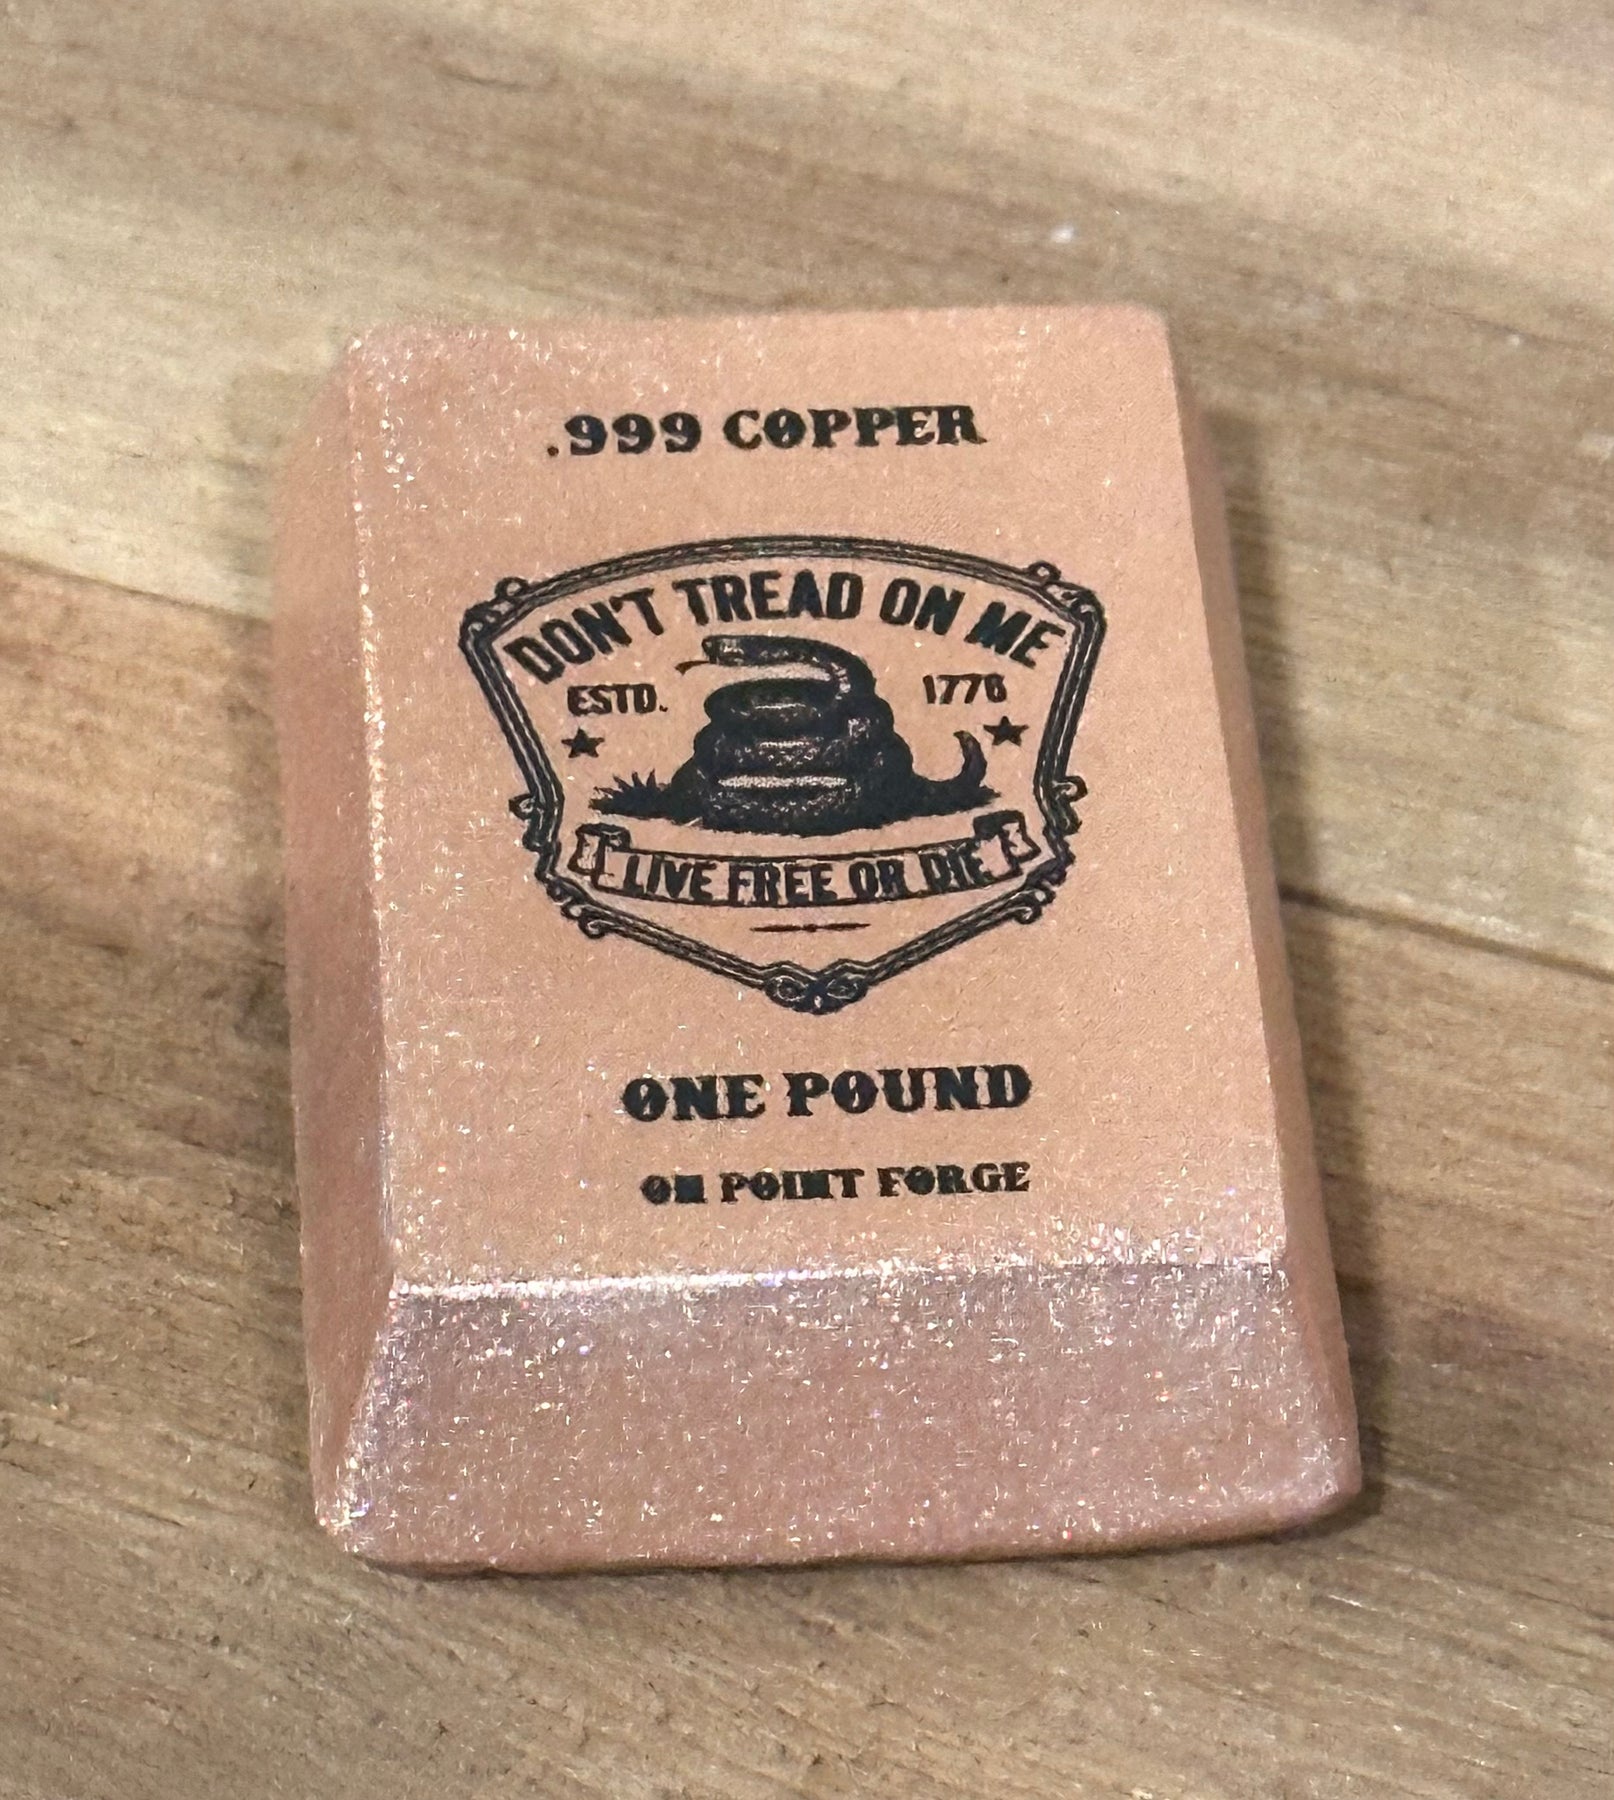 .999 COPPER
DON'T TREAD ON ME
ESTD. 1776
LIVE FREE OR DIE
ONE POUND
ON POINT FORGE